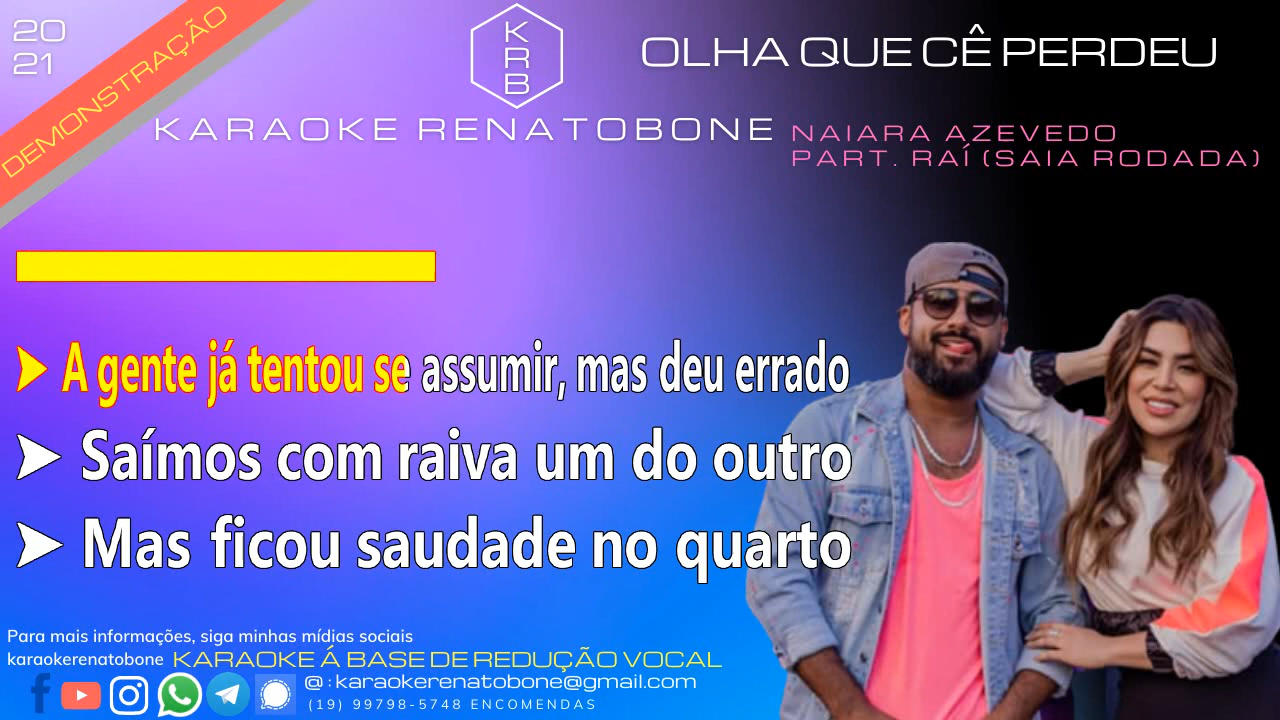 20
21
DEMONSTRAÇÃO
K
R
B
KARAOKE RENATOBONE
OLHA QUE CÊ PERDEU
NAIARA AZEVEDO
PART. RAÍ (SAIA RODADA)
A gente já tentou se assumir, mas deu errado
Saímos com raiva um do outro
Mas ficou saudade no quarto
Para mais informações, siga minhas mídias sociais
karaokerenatobone KARAOKE Á BASE DE REDUÇÃO VOCAL
@ : karaokerenatobone@gmail.com
(19) 99798-5748 ENCOMENDAS